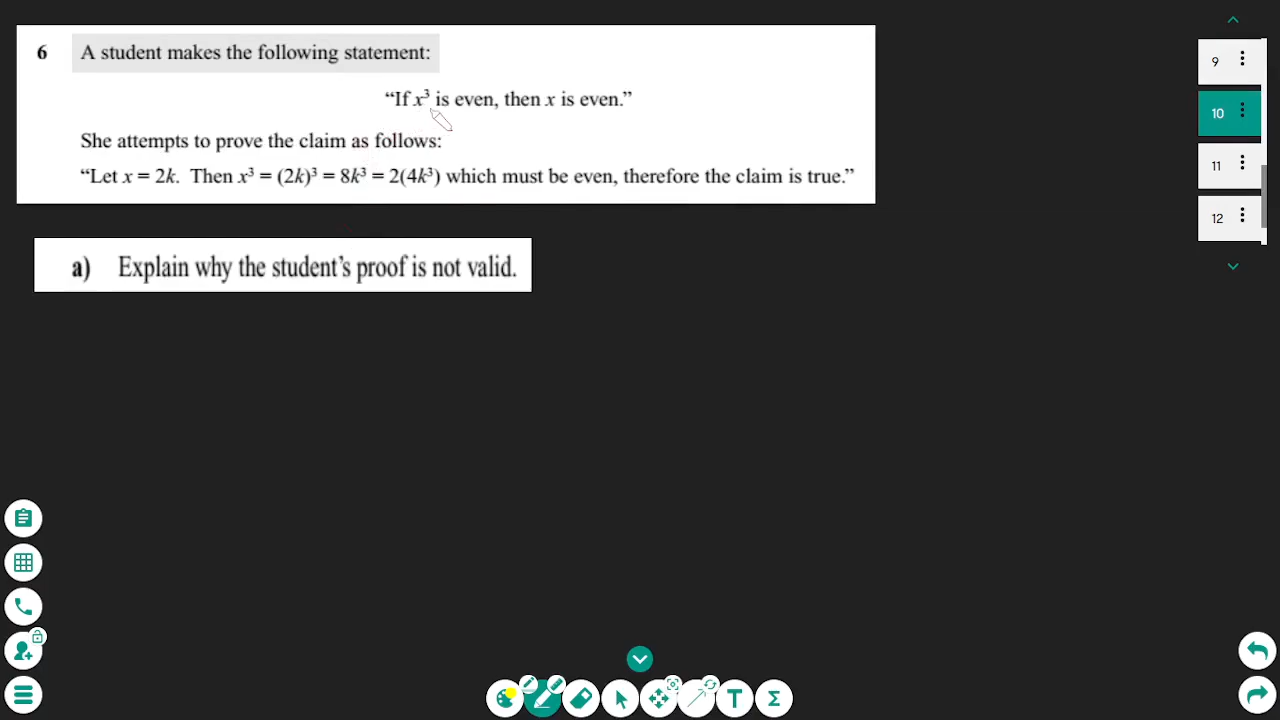 6 A student makes the following statement:
“If x³ is even, then x is even.”
She attempts to prove the claim as follows:
“Let x = 2k. Then x³ = (2k)³ = 8k³ = 2(4k³) which must be even, therefore the claim is true.”
a) Explain why the student’s proof is not valid.
9
10
11
12
T
Σ